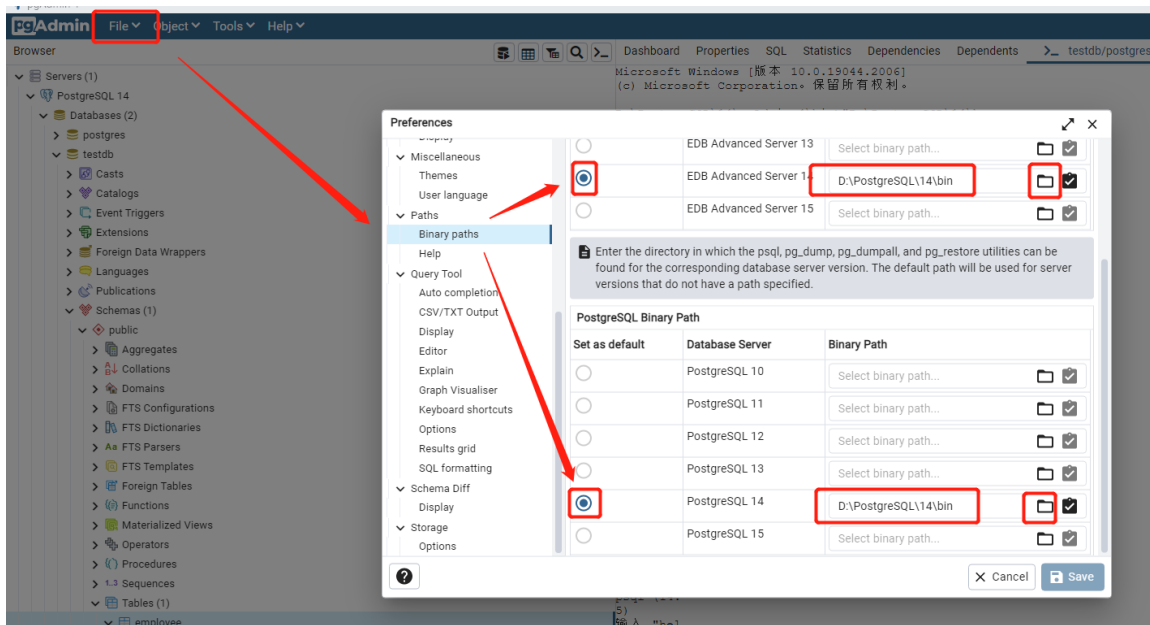 pgAdmin File Object Tools Help
Browser
Dashboard Properties SQL Statistics Dependencies Dependents testdb/postgres
Servers (1)
PostgreSQL 14
Databases (2)
postgres
testdb
Casts
Catalogs
Event Triggers
Extensions
Foreign Data Wrappers
Languages
Publications
Schemas (1)
public
Aggregates
Collations
Domains
FTS Configurations
FTS Dictionaries
FTS Parsers
FTS Templates
Foreign Tables
Functions
Materialized Views
Operators
Procedures
1..3 Sequences
Tables (1)
employee
Microsoft Windows [版本 10.0.19044.2006]
(c) Microsoft Corporation。保留所有权利。
Preferences
Display
Miscellaneous
Themes
User language
Paths
Binary paths
Help
Query Tool
Auto completion
CSV/TXT Output
Display
Editor
Explain
Graph Visualiser
Keyboard shortcuts
Options
Results grid
SQL formatting
Schema Diff
Display
Storage
Options
EDB Advanced Server 13 Select binary path...
EDB Advanced Server 14 D:\PostgreSQL\14\bin
EDB Advanced Server 15 Select binary path...
Enter the directory in which the psql, pg_dump, pg_dumpall, and pg_restore utilities can be
found for the corresponding database server version. The default path will be used for server
versions that do not have a path specified.
PostgreSQL Binary Path
Set as default Database Server Binary Path
PostgreSQL 10 Select binary path...
PostgreSQL 11 Select binary path...
PostgreSQL 12 Select binary path...
PostgreSQL 13 Select binary path...
PostgreSQL 14 D:\PostgreSQL\14\bin
PostgreSQL 15 Select binary path...
Cancel Save
5)
输入 "hel